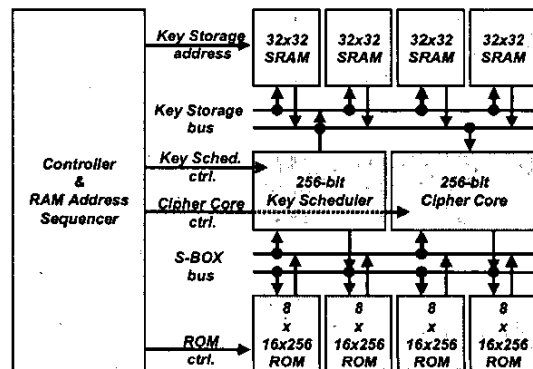 Key Storage
address
32x32
SRAM
32x32
SRAM
32x32
SRAM
32x32
SRAM
Key Storage
bus
Controller
&
RAM Address
Sequencer
Key Sched.
ctrl.
256-bit
Key Scheduler
256-bit
Cipher Core
Cipher Core
ctrl.
S-BOX
bus
ROM
ctrl.
8
x
16x256
ROM
8
x
16x256
ROM
8
x
16x256
ROM
8
x
16x256
ROM